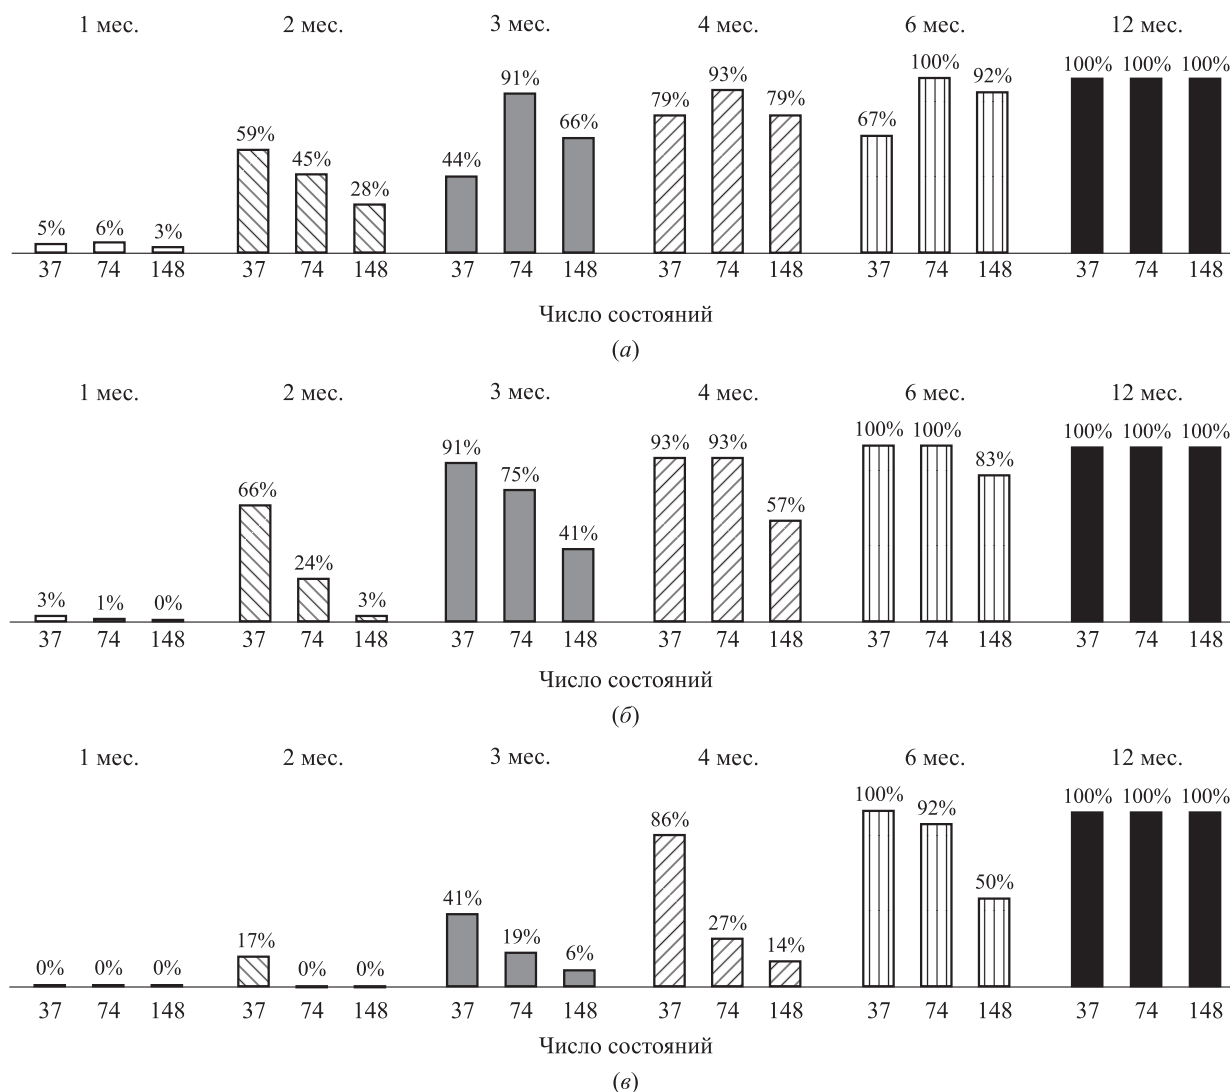 1 мес. 2 мес. 3 мес. 4 мес. 6 мес. 12 мес.
5% 6% 3% 59% 45% 28% 44% 91% 66% 79% 93% 79% 67% 100% 92% 100% 100% 100%
37 74 148 37 74 148 37 74 148 37 74 148 37 74 148 37 74 148
Число состояний
(а)
1 мес. 2 мес. 3 мес. 4 мес. 6 мес. 12 мес.
3% 1% 0% 66% 24% 3% 91% 75% 41% 93% 93% 57% 100% 100% 83% 100% 100% 100%
37 74 148 37 74 148 37 74 148 37 74 148 37 74 148 37 74 148
Число состояний
(б)
1 мес. 2 мес. 3 мес. 4 мес. 6 мес. 12 мес.
0% 0% 0% 17% 0% 0% 41% 19% 6% 86% 27% 14% 100% 92% 50% 100% 100% 100%
37 74 148 37 74 148 37 74 148 37 74 148 37 74 148 37 74 148
Число состояний
(в)